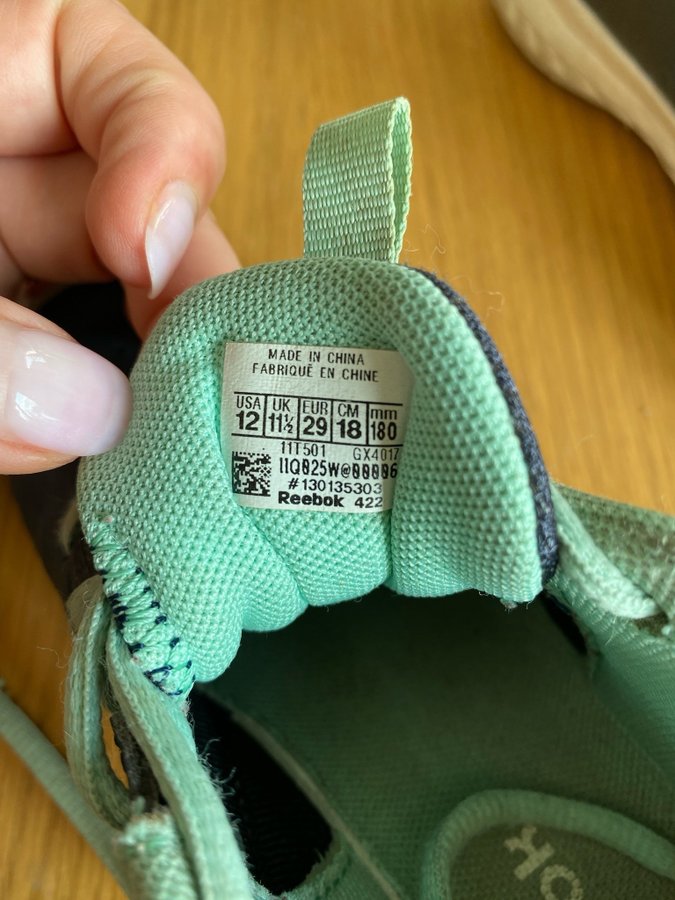 MADE IN CHINA
FABRIQUÉ EN CHINE
USA UK EUR CM mm
12 11½ 29 18 180
11T501 GX4017
IIQ025W@00006
#130135303
Reebok 422